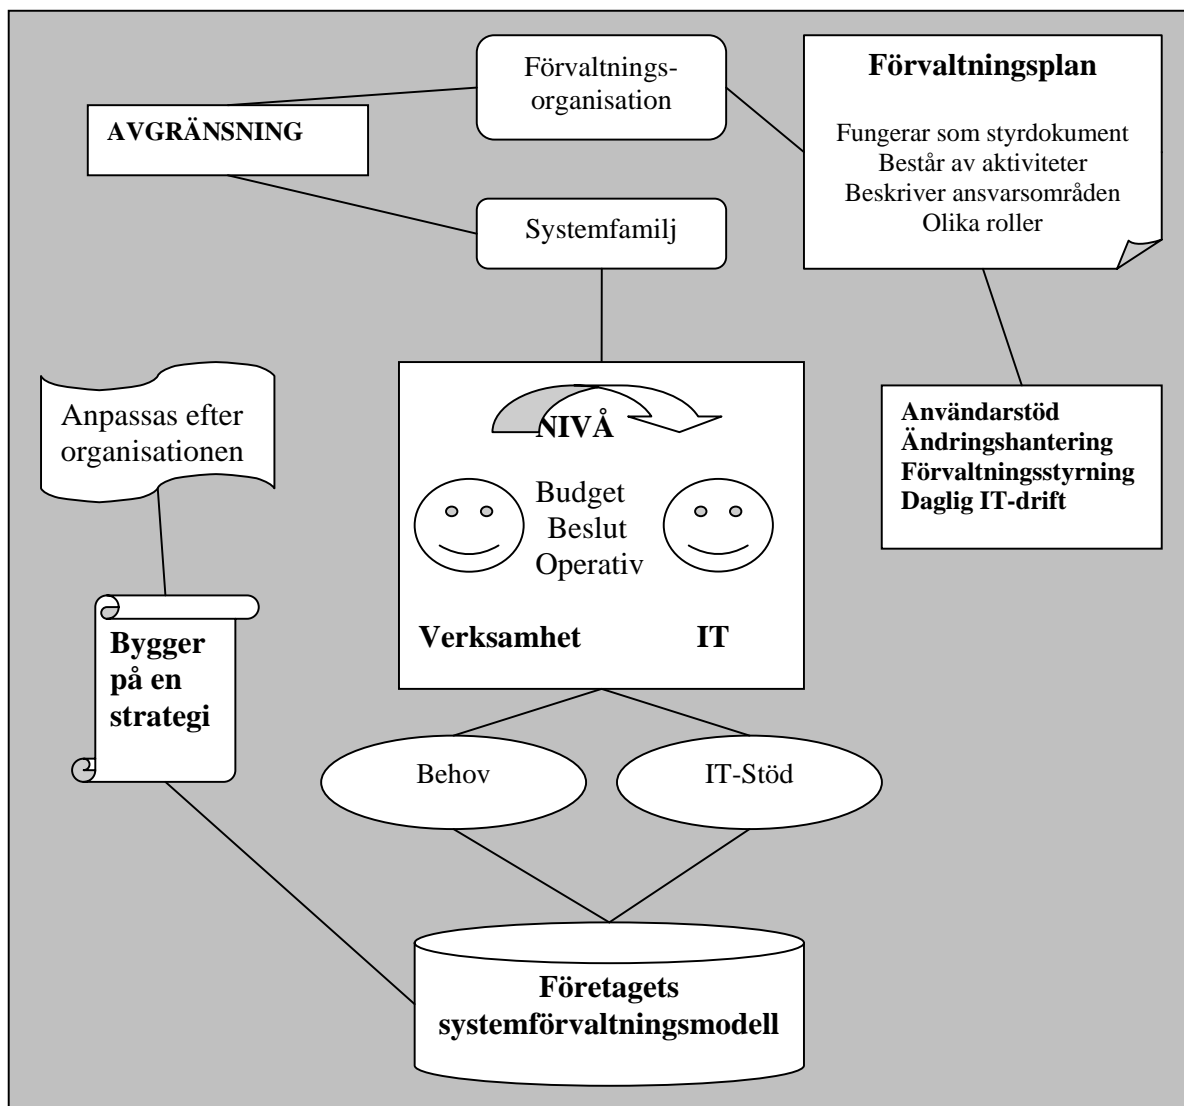 Förvaltnings-
organisation
Förvaltningsplan
Fungerar som styrdokument
Består av aktiviteter
Beskriver ansvarsområden
Olika roller
AVGRÄNSNING
Systemfamilj
Anpassas efter
organisationen
NIVÅ
Budget
Beslut
Operativ
Verksamhet
IT
Användarstöd
Ändringshantering
Förvaltningsstyrning
Daglig IT-drift
Bygger
på en
strategi
Behov
IT-Stöd
Företagets
systemförvaltningsmodell